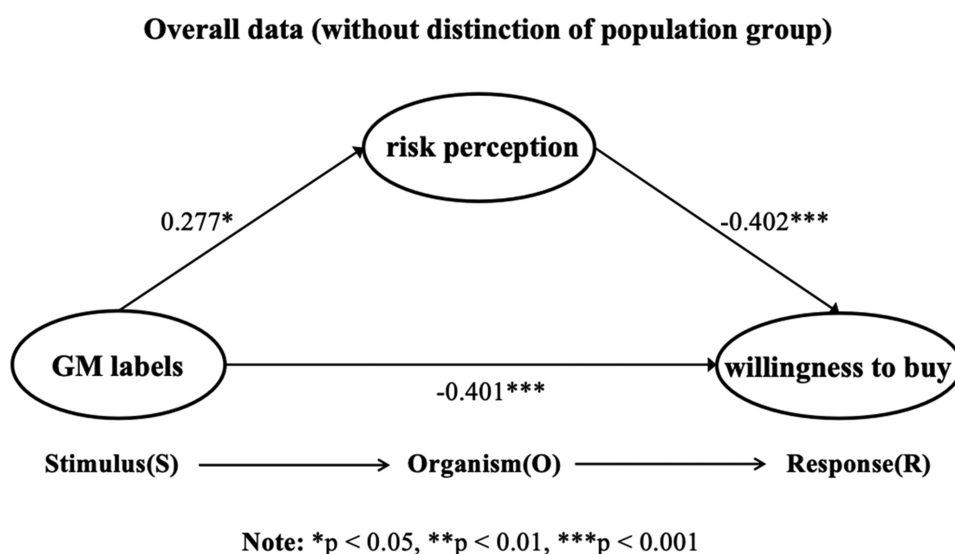 Overall data (without distinction of population group)
risk perception
0.277*
-0.402***
GM labels
willingness to buy
-0.401***
Stimulus(S)
Organism(O)
Response(R)
Note: *p < 0.05, **p < 0.01, ***p < 0.001